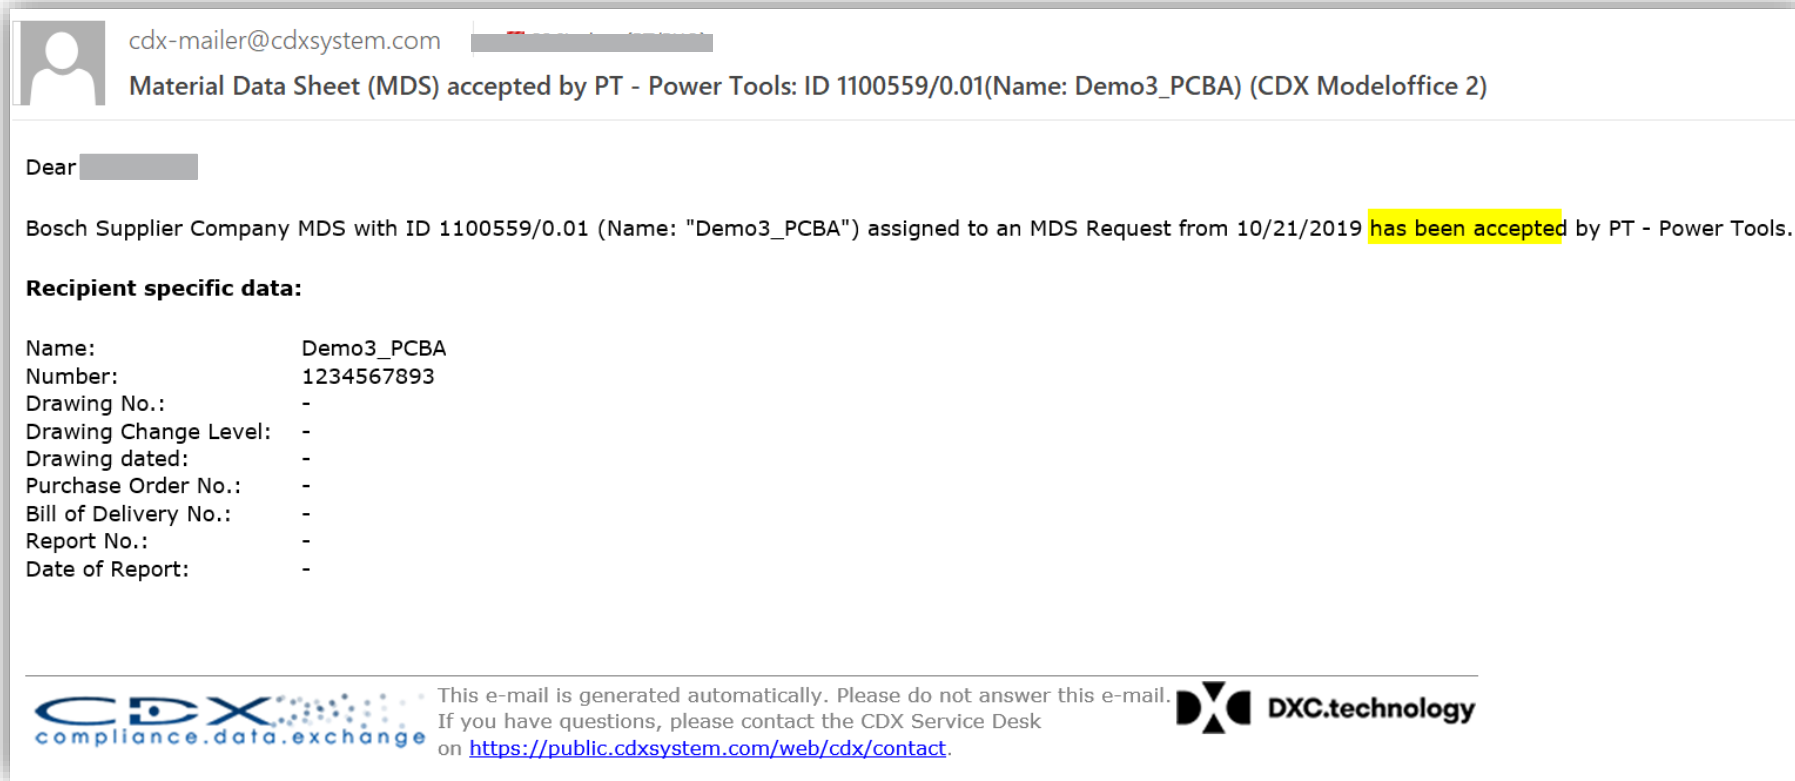 cdx-mailer@cdxsystem.com
Material Data Sheet (MDS) accepted by PT - Power Tools: ID 1100559/0.01(Name: Demo3_PCBA) (CDX Modeloffice 2)
Dear
Bosch Supplier Company MDS with ID 1100559/0.01 (Name: "Demo3_PCBA") assigned to an MDS Request from 10/21/2019 has been accepted by PT - Power Tools.
Recipient specific data:
Name: Demo3_PCBA
Number: 1234567893
Drawing No.: -
Drawing Change Level: -
Drawing dated: -
Purchase Order No.: -
Bill of Delivery No.: -
Report No.: -
Date of Report: -
CDX
compliance.data.exchange
This e-mail is generated automatically. Please do not answer this e-mail.
If you have questions, please contact the CDX Service Desk
on https://public.cdxsystem.com/web/cdx/contact.
DXC.technology